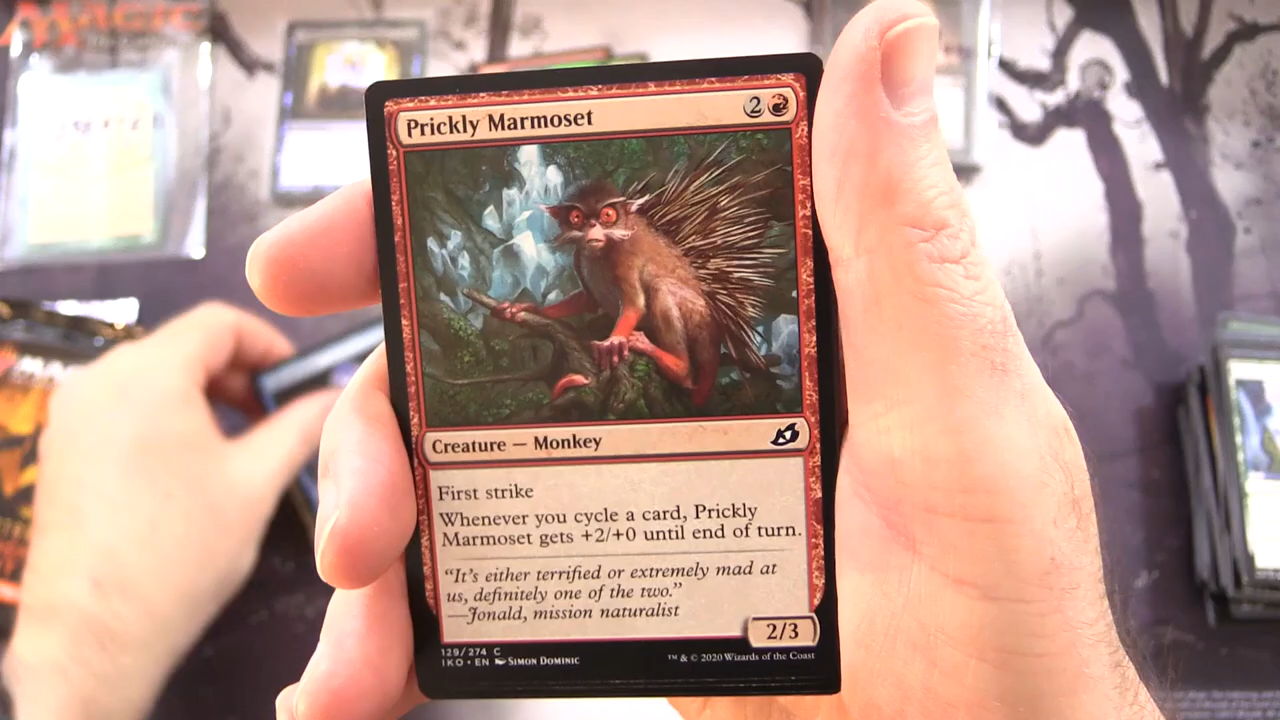 MAGIC
Prickly Marmoset
2
Creature — Monkey
First strike
Whenever you cycle a card, Prickly
Marmoset gets +2/+0 until end of turn.
“It's either terrified or extremely mad at
us, definitely one of the two.”
—Jonald, mission naturalist
2/3
129/274 C
IKO • EN SIMON DOMINIC
™ & © 2020 Wizards of the Coast